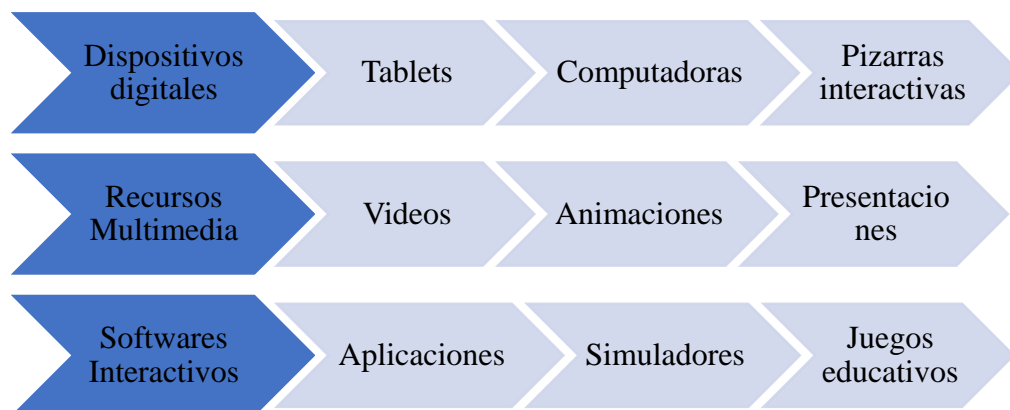 Dispositivos
digitales
Tablets
Computadoras
Pizarras
interactivas
Recursos
Multimedia
Videos
Animaciones
Presentacio
nes
Softwares
Interactivos
Aplicaciones
Simuladores
Juegos
educativos